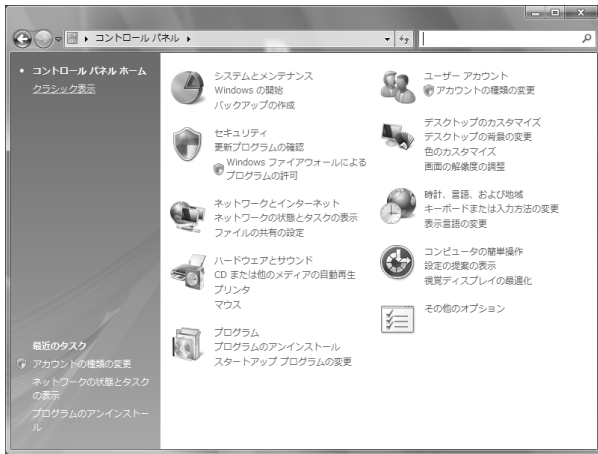 コントロール パネル
コントロール パネル ホーム
クラシック表示
最近のタスク
アカウントの種類の変更
ネットワークの状態とタスク
の表示
プログラムのアンインストー
ル
システムとメンテナンス
Windows の開始
バックアップの作成
セキュリティ
更新プログラムの確認
Windows ファイアウォールによる
プログラムの許可
ネットワークとインターネット
ネットワークの状態とタスクの表示
ファイルの共有の設定
ハードウェアとサウンド
CD または他のメディアの自動再生
プリンタ
マウス
プログラム
プログラムのアンインストール
スタートアップ プログラムの変更
ユーザー アカウント
アカウントの種類の変更
デスクトップのカスタマイズ
デスクトップの背景の変更
色のカスタマイズ
画面の解像度の調整
時計、言語、および地域
キーボードまたは入力方法の変更
表示言語の変更
コンピュータの簡単操作
設定の提案の表示
視覚ディスプレイの最適化
その他のオプション